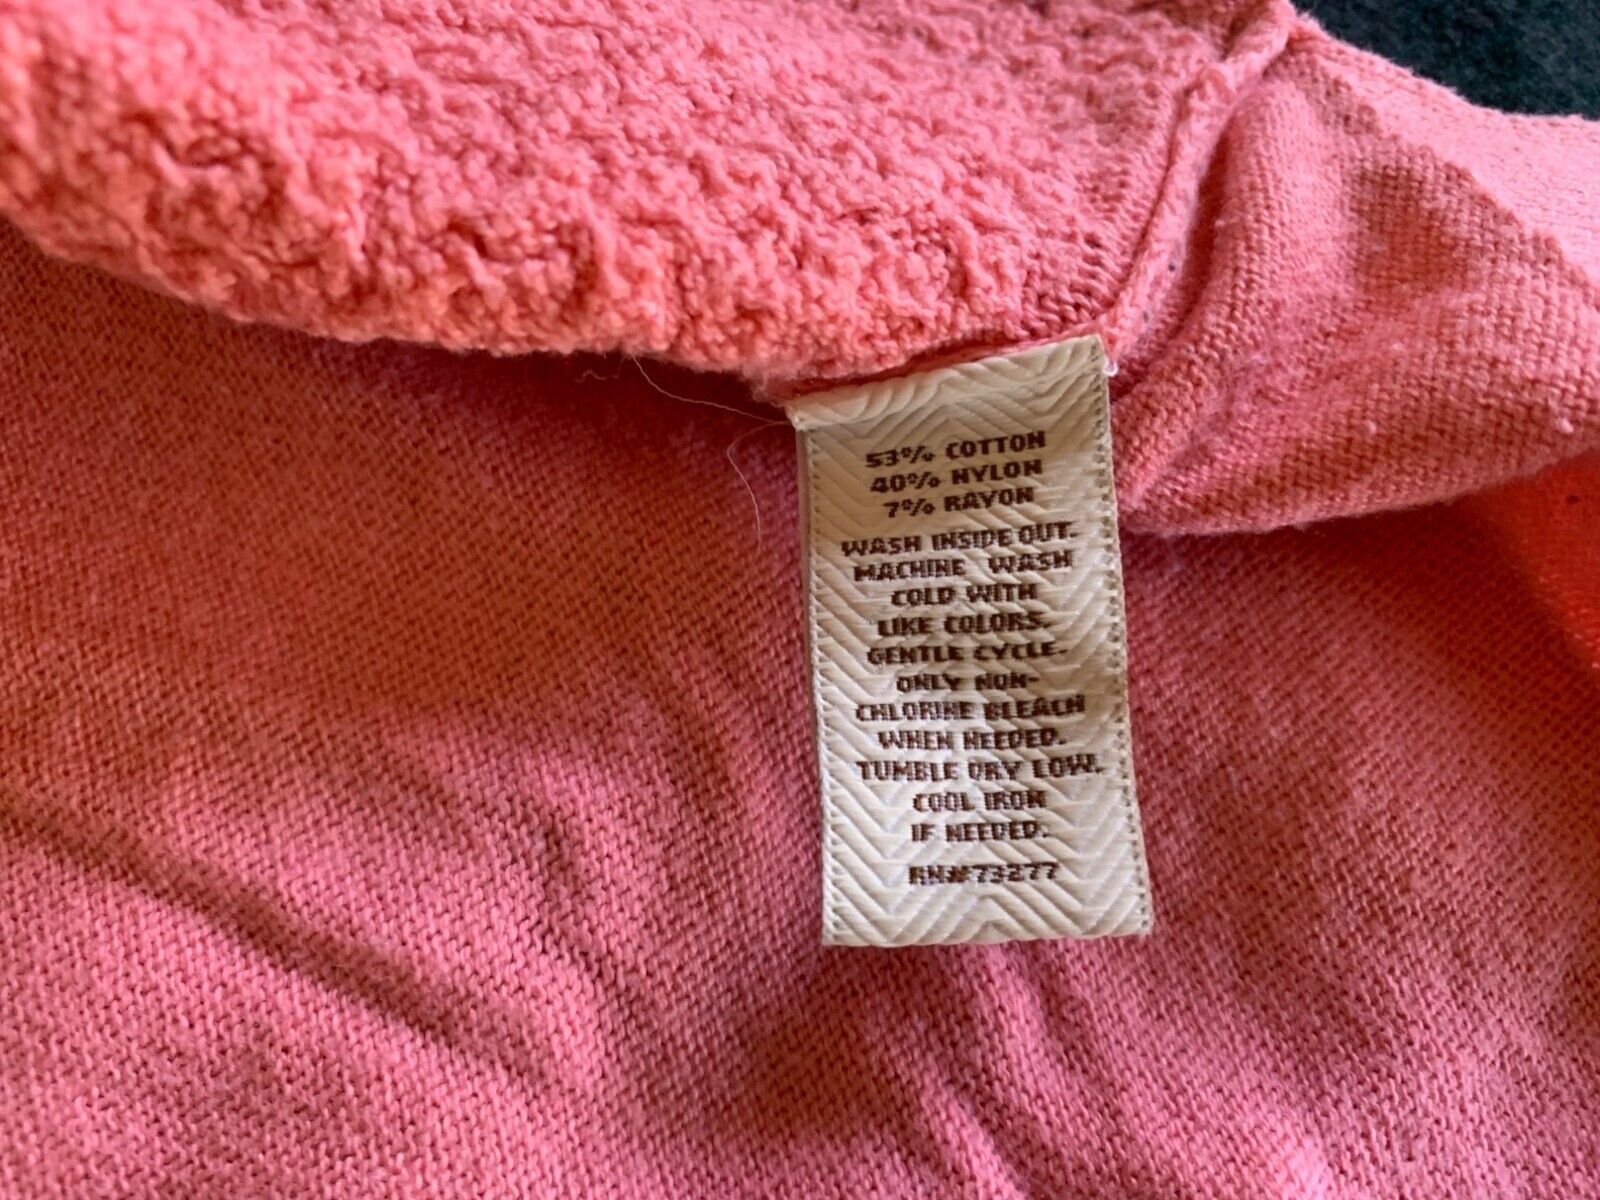 53% COTTON
40% NYLON
7% RAYON
WASH INSIDE OUT.
MACHINE WASH
COLD WITH
LIKE COLORS.
GENTLE CYCLE.
ONLY NON-
CHLORINE BLEACH
WHEN NEEDED.
TUMBLE DRY LOW.
COOL IRON
IF NEEDED.
RN#73277